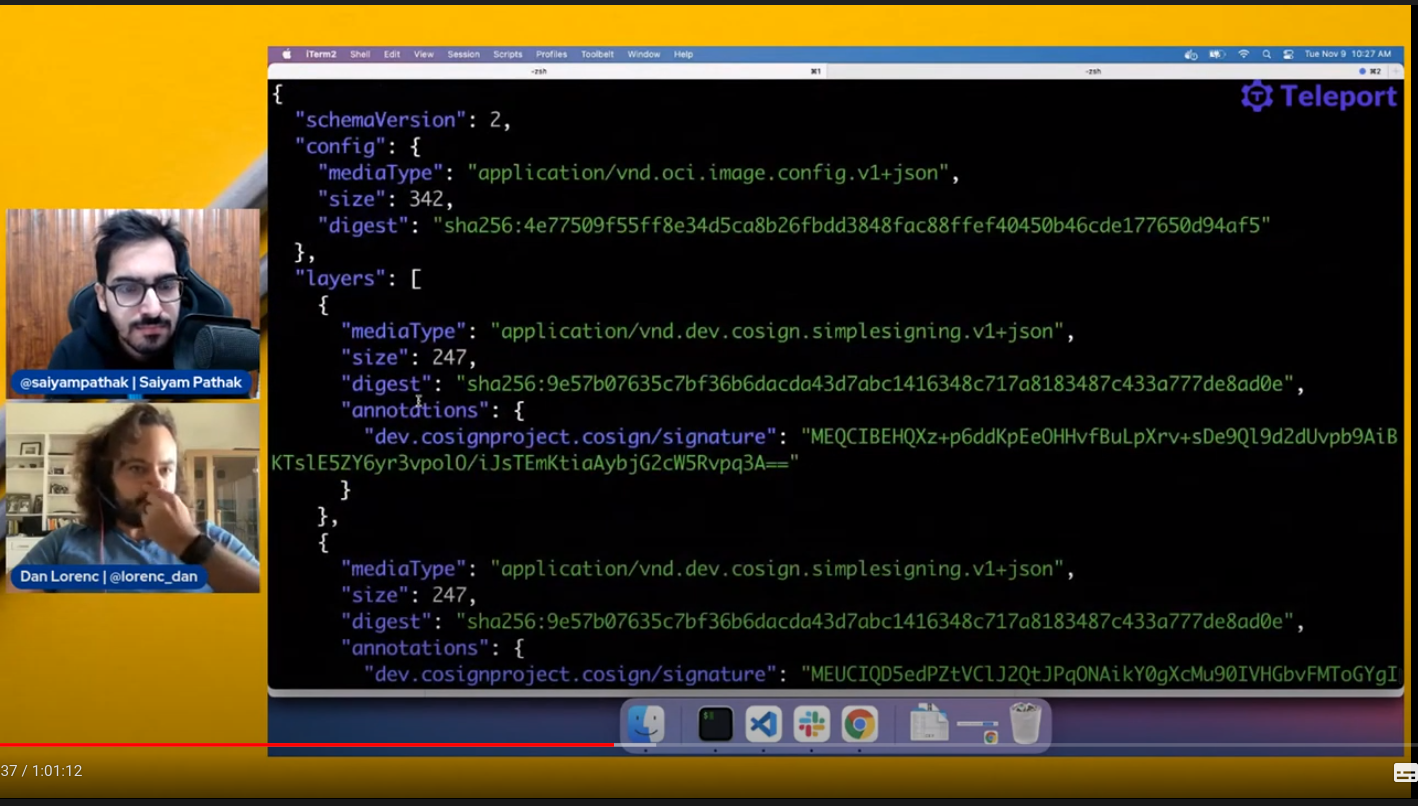 iTerm2 Shell Edit View Session Scripts Profiles Toolbelt Window Help Tue Nov 9 10:27 AM
-zsh ⌘1 -zsh ⌘2
Teleport
{
"schemaVersion": 2,
"config": {
"mediaType": "application/vnd.oci.image.config.v1+json",
"size": 342,
"digest": "sha256:4e77509f55ff8e34d5ca8b26fbdd3848fac88ffef40450b46cde177650d94af5"
},
"layers": [
{
"mediaType": "application/vnd.dev.cosign.simplesigning.v1+json",
"size": 247,
"digest": "sha256:9e57b07635c7bf36b6dacda43d7abc1416348c717a8183487c433a777de8ad0e",
"annotations": {
"dev.cosignproject.cosign/signature": "MEQCIBEHQXz+p6ddKpEeOHHvfBuLpXrv+sDe9Ql9d2dUvpb9AiB
KTslE5ZY6yr3vpolO/iJsTEmKtiaAybjG2cW5Rvpq3A=="
}
},
{
"mediaType": "application/vnd.dev.cosign.simplesigning.v1+json",
"size": 247,
"digest": "sha256:9e57b07635c7bf36b6dacda43d7abc1416348c717a8183487c433a777de8ad0e",
"annotations": {
"dev.cosignproject.cosign/signature": "MEUCIQD5edPZtVClJ2QtJPqONAikY0gXcMu90IVHGbvFMToGYgI
@saiyampathak | Saiyam Pathak
Dan Lorenc | @lorenc_dan
37 / 1:01:12